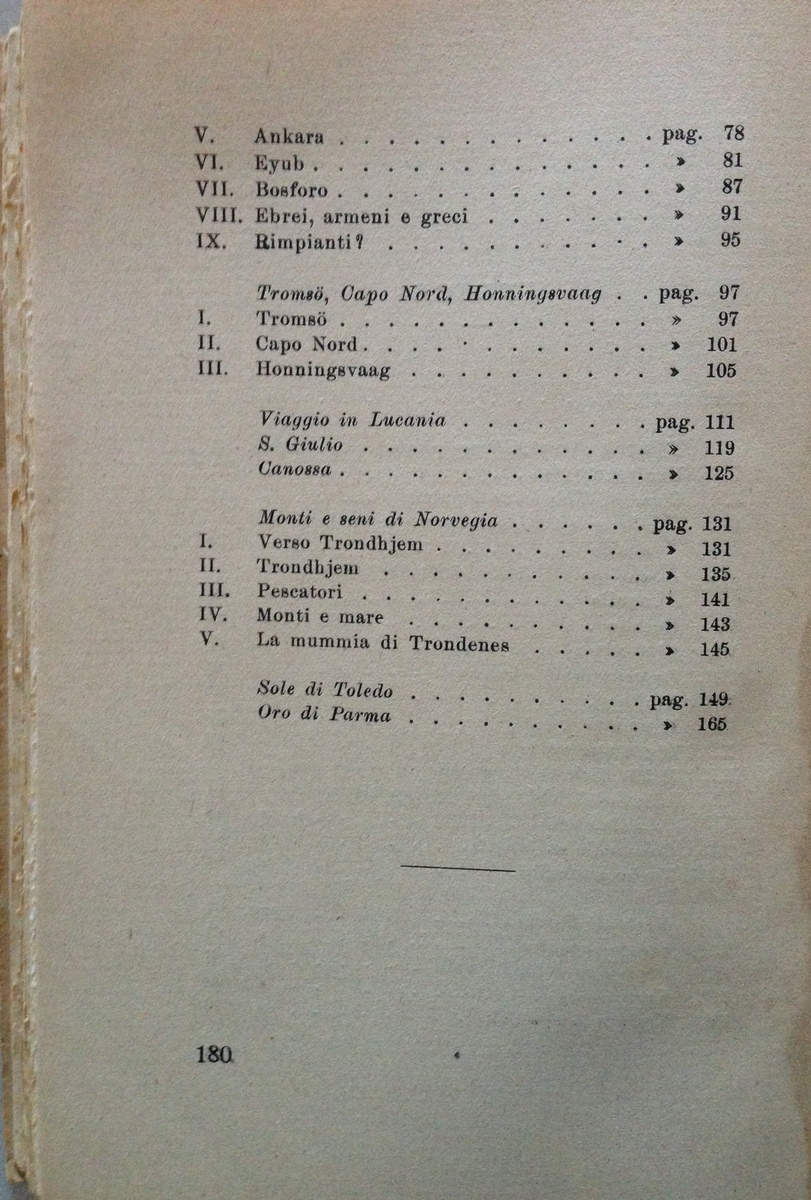 V. Ankara . . . . . . . . . . . . . pag. 78
VI. Eyub . . . . . . . . . . . . . . » 81
VII. Bosforo . . . . . . . . . . . . . » 87
VIII. Ebrei, armeni e greci . . . . . . . » 91
IX. Rimpianti? . . . . . . . . . . . » 95
Tromsö, Capo Nord, Honningsvaag . . pag. 97
I. Tromsö . . . . . . . . . . . . . » 97
II. Capo Nord . . . . . . . . . . . . » 101
III. Honningsvaag . . . . . . . . . . » 105
Viaggio in Lucania . . . . . . . . pag. 111
S. Giulio . . . . . . . . . . . . » 119
Canossa . . . . . . . . . . . . . » 125
Monti e seni di Norvegia . . . . . . pag. 131
I. Verso Trondhjem . . . . . . . . . » 131
II. Trondhjem . . . . . . . . . . . » 135
III. Pescatori . . . . . . . . . . . . » 141
IV. Monti e mare . . . . . . . . . . » 143
V. La mummia di Trondenes . . . . . » 145
Sole di Toledo . . . . . . . . . . pag. 149
Oro di Parma . . . . . . . . . . » 165
180